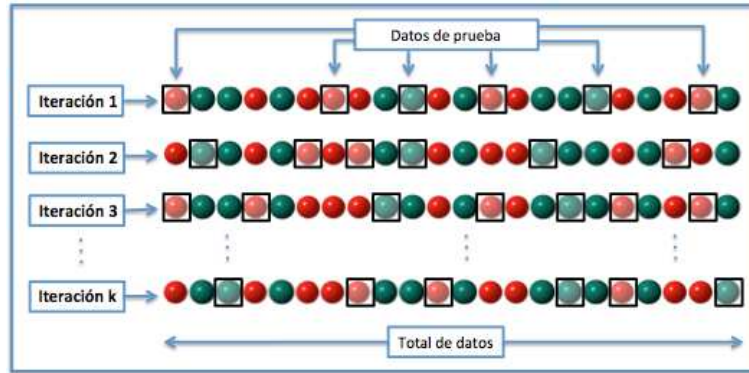 Datos de prueba
Iteración 1
Iteración 2
Iteración 3
Iteración k
Total de datos